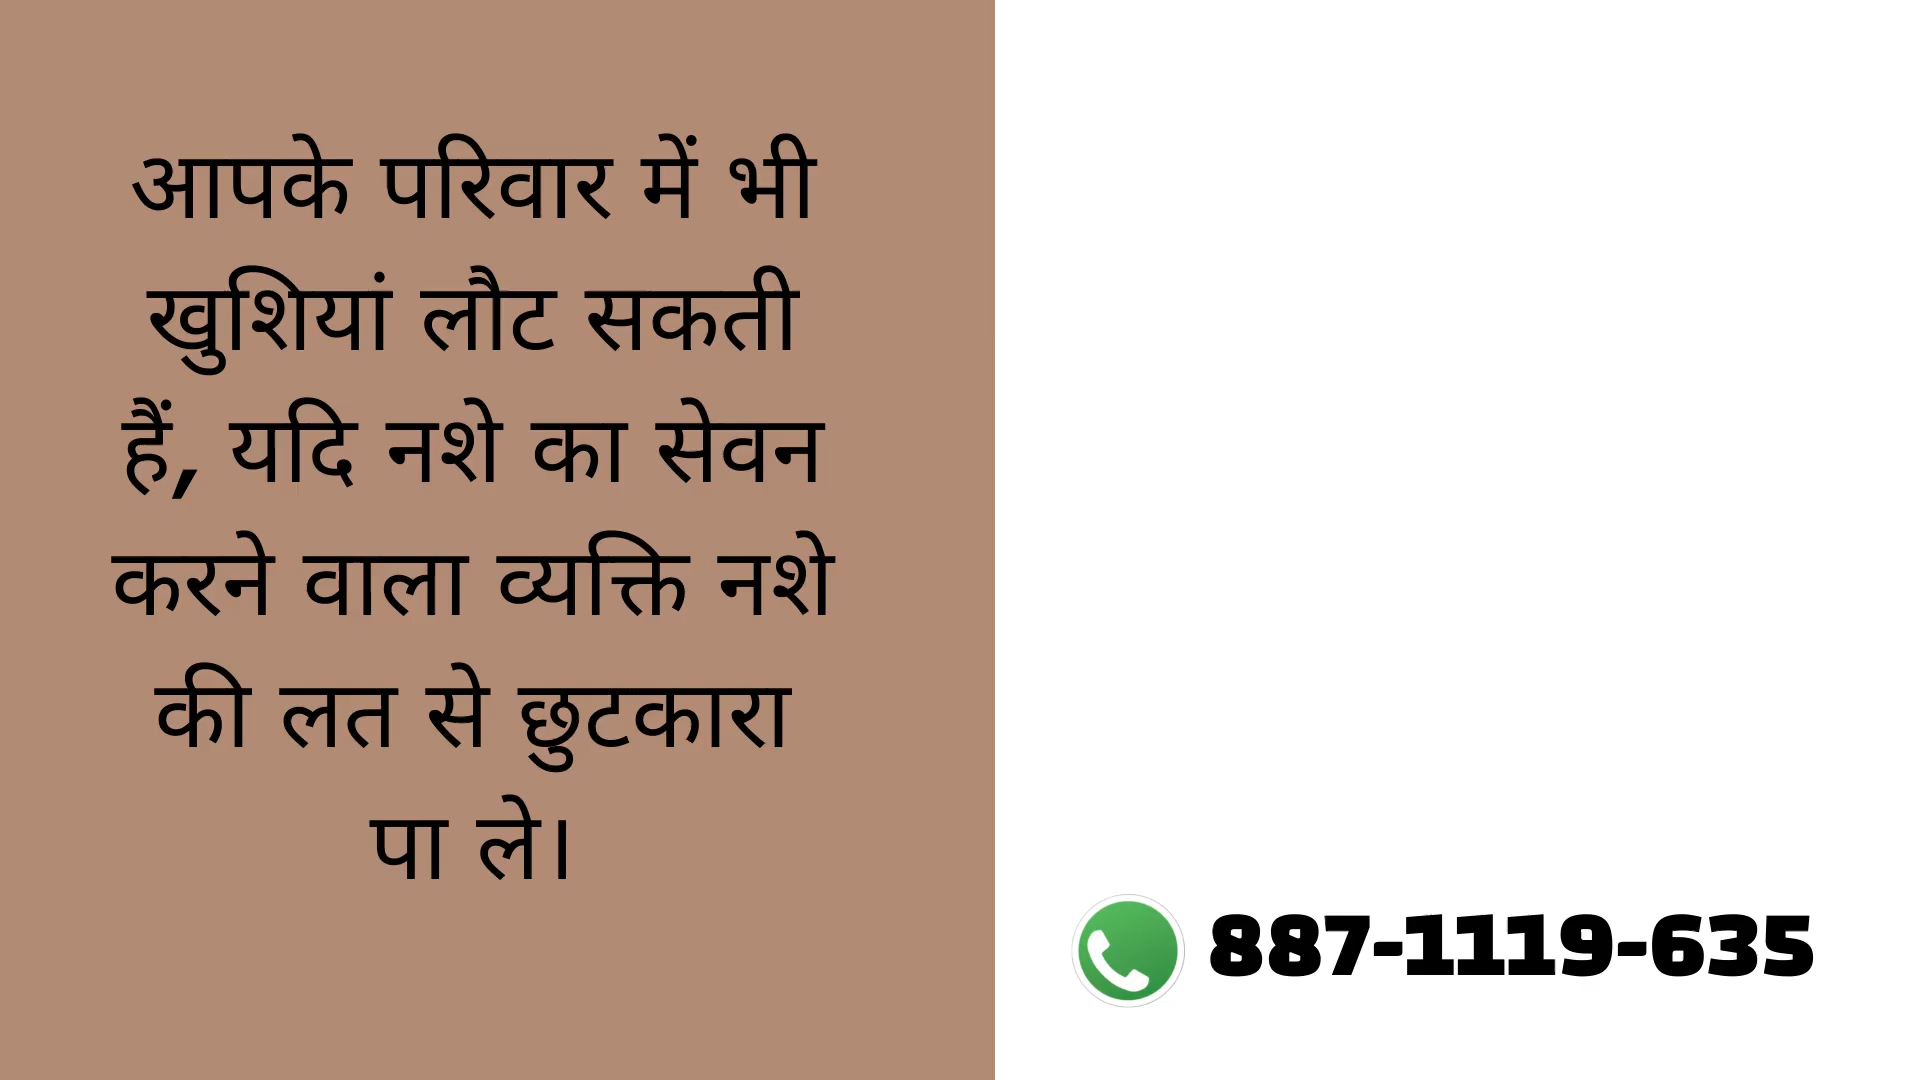 आपके परिवार में भी
खुशियां लौट सकती
हैं, यदि नशे का सेवन
करने वाला व्यक्ति नशे
की लत से छुटकारा
पा ले।
887-1119-635